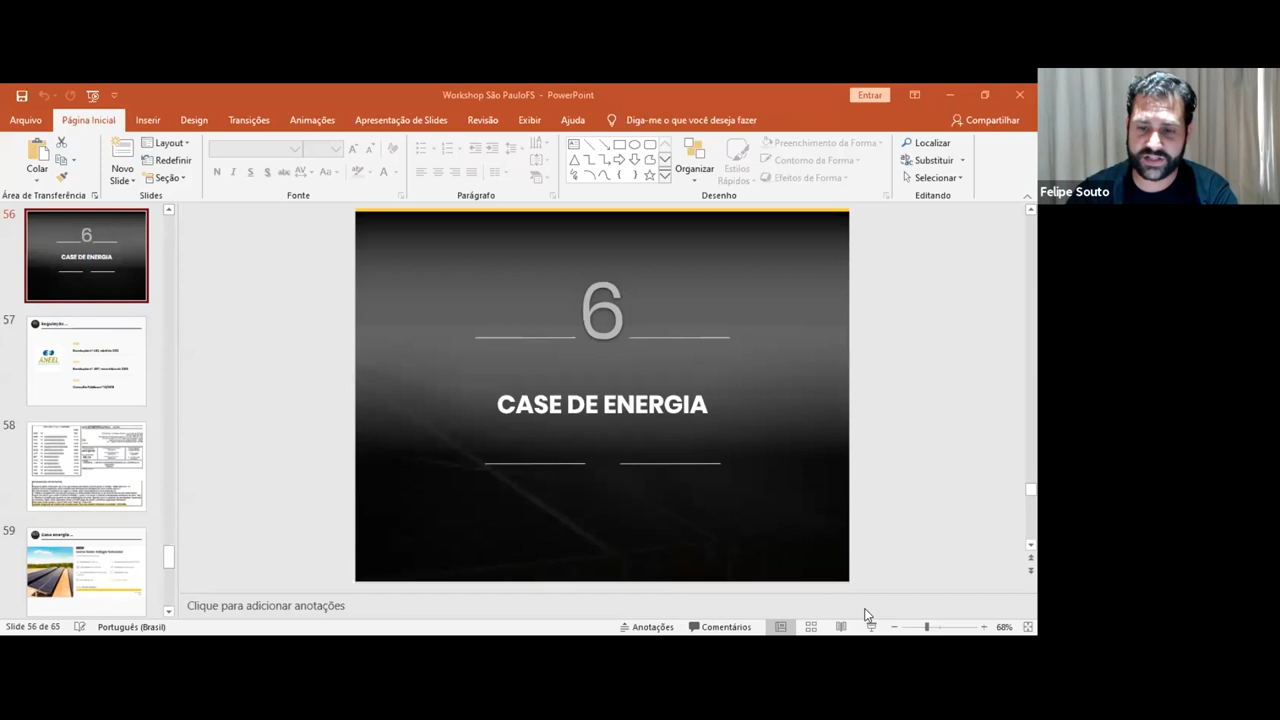 Workshop São PauloFS - PowerPoint
Entrar
Arquivo
Página Inicial
Inserir
Design
Transições
Animações
Apresentação de Slides
Revisão
Exibir
Ajuda
Diga-me o que você deseja fazer
Compartilhar
Colar
Novo
Slide
Layout
Redefinir
Seção
N I S S abc AV Aa A
Organizar
Estilos
Rápidos
Preenchimento da Forma
Contorno da Forma
Efeitos de Forma
Localizar
Substituir
Selecionar
Área de Transferência
Slides
Fonte
Parágrafo
Desenho
Editando
Felipe Souto
56
6
CASE DE ENERGIA
57
Regulação...
ANEEL
58
59
Case energia...
6
CASE DE ENERGIA
Clique para adicionar anotações
Slide 56 de 65
Português (Brasil)
Anotações
Comentários
68%